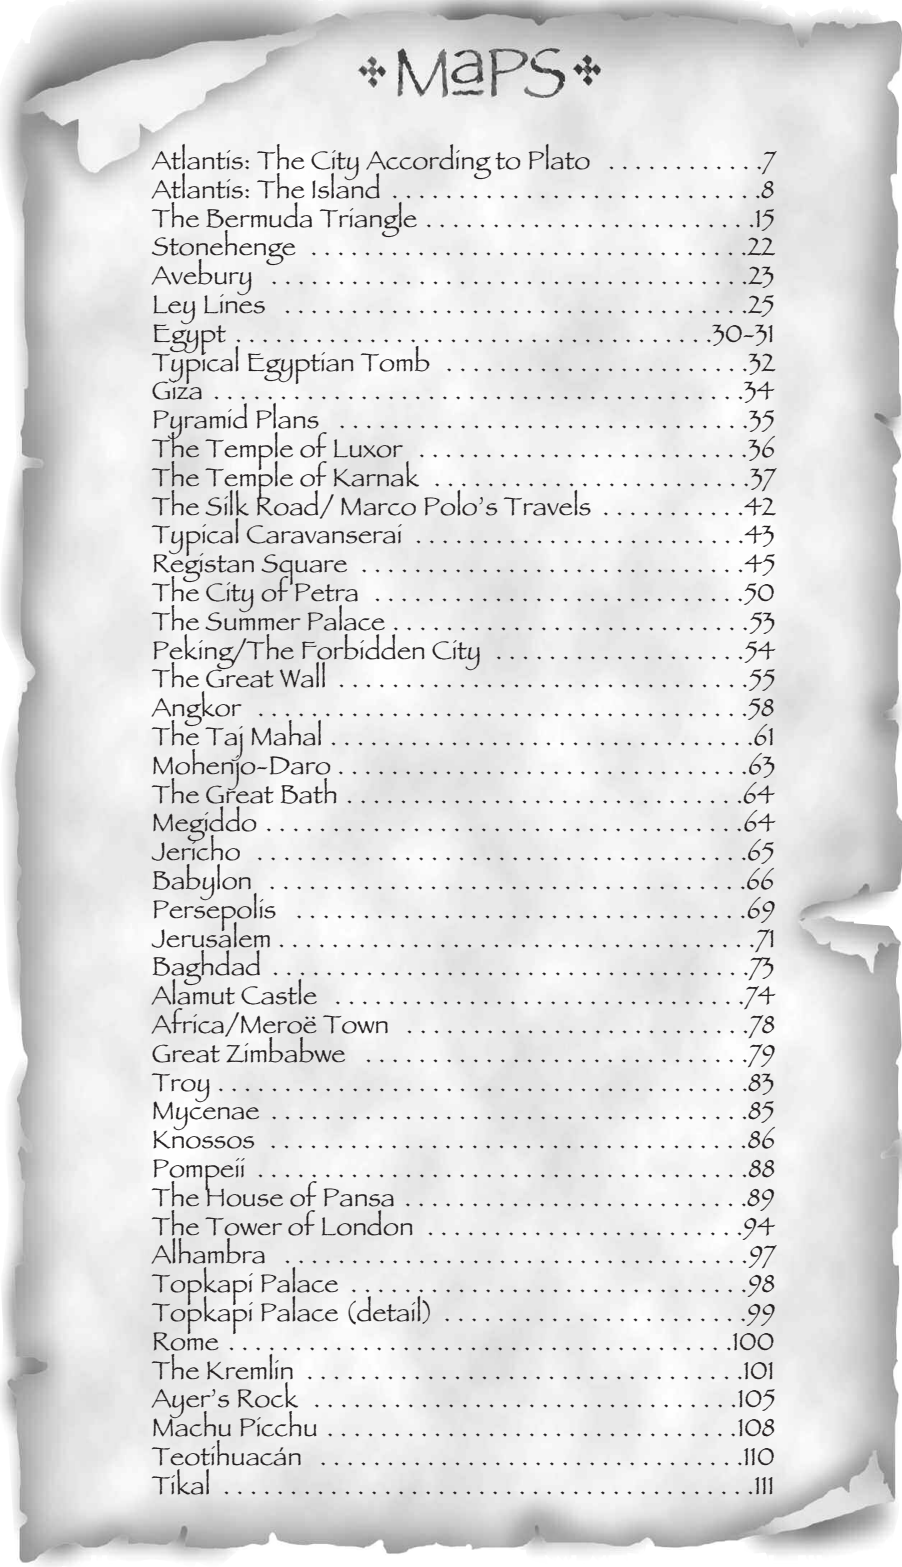 Maps
Atlantis: The City According to Plato . . . . . . . . . . . .7
Atlantis: The Island . . . . . . . . . . . . . . . . . . . . . . . . . . . .8
The Bermuda Triangle . . . . . . . . . . . . . . . . . . . . . . . . .15
Stonehenge . . . . . . . . . . . . . . . . . . . . . . . . . . . . . . . . .22
Avebury . . . . . . . . . . . . . . . . . . . . . . . . . . . . . . . . . . . .23
Ley Lines . . . . . . . . . . . . . . . . . . . . . . . . . . . . . . . . . . .25
Egypt . . . . . . . . . . . . . . . . . . . . . . . . . . . . . . . . . . . .30-31
Typical Egyptian Tomb . . . . . . . . . . . . . . . . . . . . . . .32
Giza . . . . . . . . . . . . . . . . . . . . . . . . . . . . . . . . . . . . . . . .34
Pyramid Plans . . . . . . . . . . . . . . . . . . . . . . . . . . . . . . .35
The Temple of Luxor . . . . . . . . . . . . . . . . . . . . . . . . .36
The Temple of Karnak . . . . . . . . . . . . . . . . . . . . . . . .37
The Silk Road/ Marco Polo's Travels . . . . . . . . . . .42
Typical Caravanserai . . . . . . . . . . . . . . . . . . . . . . . . .43
Registan Square . . . . . . . . . . . . . . . . . . . . . . . . . . . . .45
The City of Petra . . . . . . . . . . . . . . . . . . . . . . . . . . . .50
The Summer Palace . . . . . . . . . . . . . . . . . . . . . . . . . . .53
Peking/The Forbidden City . . . . . . . . . . . . . . . . . . .54
The Great Wall . . . . . . . . . . . . . . . . . . . . . . . . . . . . . . .55
Angkor . . . . . . . . . . . . . . . . . . . . . . . . . . . . . . . . . . . . .58
The Taj Mahal . . . . . . . . . . . . . . . . . . . . . . . . . . . . . . . .61
Mohenjo-Daro . . . . . . . . . . . . . . . . . . . . . . . . . . . . . . .63
The Great Bath . . . . . . . . . . . . . . . . . . . . . . . . . . . . . .64
Megiddo . . . . . . . . . . . . . . . . . . . . . . . . . . . . . . . . . . . .64
Jericho . . . . . . . . . . . . . . . . . . . . . . . . . . . . . . . . . . . . .65
Babylon . . . . . . . . . . . . . . . . . . . . . . . . . . . . . . . . . . . .66
Persepolis . . . . . . . . . . . . . . . . . . . . . . . . . . . . . . . . . .69
Jerusalem . . . . . . . . . . . . . . . . . . . . . . . . . . . . . . . . . . . .71
Baghdad . . . . . . . . . . . . . . . . . . . . . . . . . . . . . . . . . . . .73
Alamut Castle . . . . . . . . . . . . . . . . . . . . . . . . . . . . . . .74
Africa/Meroë Town . . . . . . . . . . . . . . . . . . . . . . . . . .78
Great Zimbabwe . . . . . . . . . . . . . . . . . . . . . . . . . . . . .79
Troy . . . . . . . . . . . . . . . . . . . . . . . . . . . . . . . . . . . . . . . .83
Mycenae . . . . . . . . . . . . . . . . . . . . . . . . . . . . . . . . . . . .85
Knossos . . . . . . . . . . . . . . . . . . . . . . . . . . . . . . . . . . . .86
Pompeii . . . . . . . . . . . . . . . . . . . . . . . . . . . . . . . . . . . . .88
The House of Pansa . . . . . . . . . . . . . . . . . . . . . . . . . .89
The Tower of London . . . . . . . . . . . . . . . . . . . . . . . .94
Alhambra . . . . . . . . . . . . . . . . . . . . . . . . . . . . . . . . . . .97
Topkapi Palace . . . . . . . . . . . . . . . . . . . . . . . . . . . . . .98
Topkapi Palace (detail) . . . . . . . . . . . . . . . . . . . . . . .99
Rome . . . . . . . . . . . . . . . . . . . . . . . . . . . . . . . . . . . . . .100
The Kremlin . . . . . . . . . . . . . . . . . . . . . . . . . . . . . . . . .101
Ayer's Rock . . . . . . . . . . . . . . . . . . . . . . . . . . . . . . . .105
Machu Picchu . . . . . . . . . . . . . . . . . . . . . . . . . . . . . . .108
Teotihuacán . . . . . . . . . . . . . . . . . . . . . . . . . . . . . . . .110
Tikal . . . . . . . . . . . . . . . . . . . . . . . . . . . . . . . . . . . . . . . .111